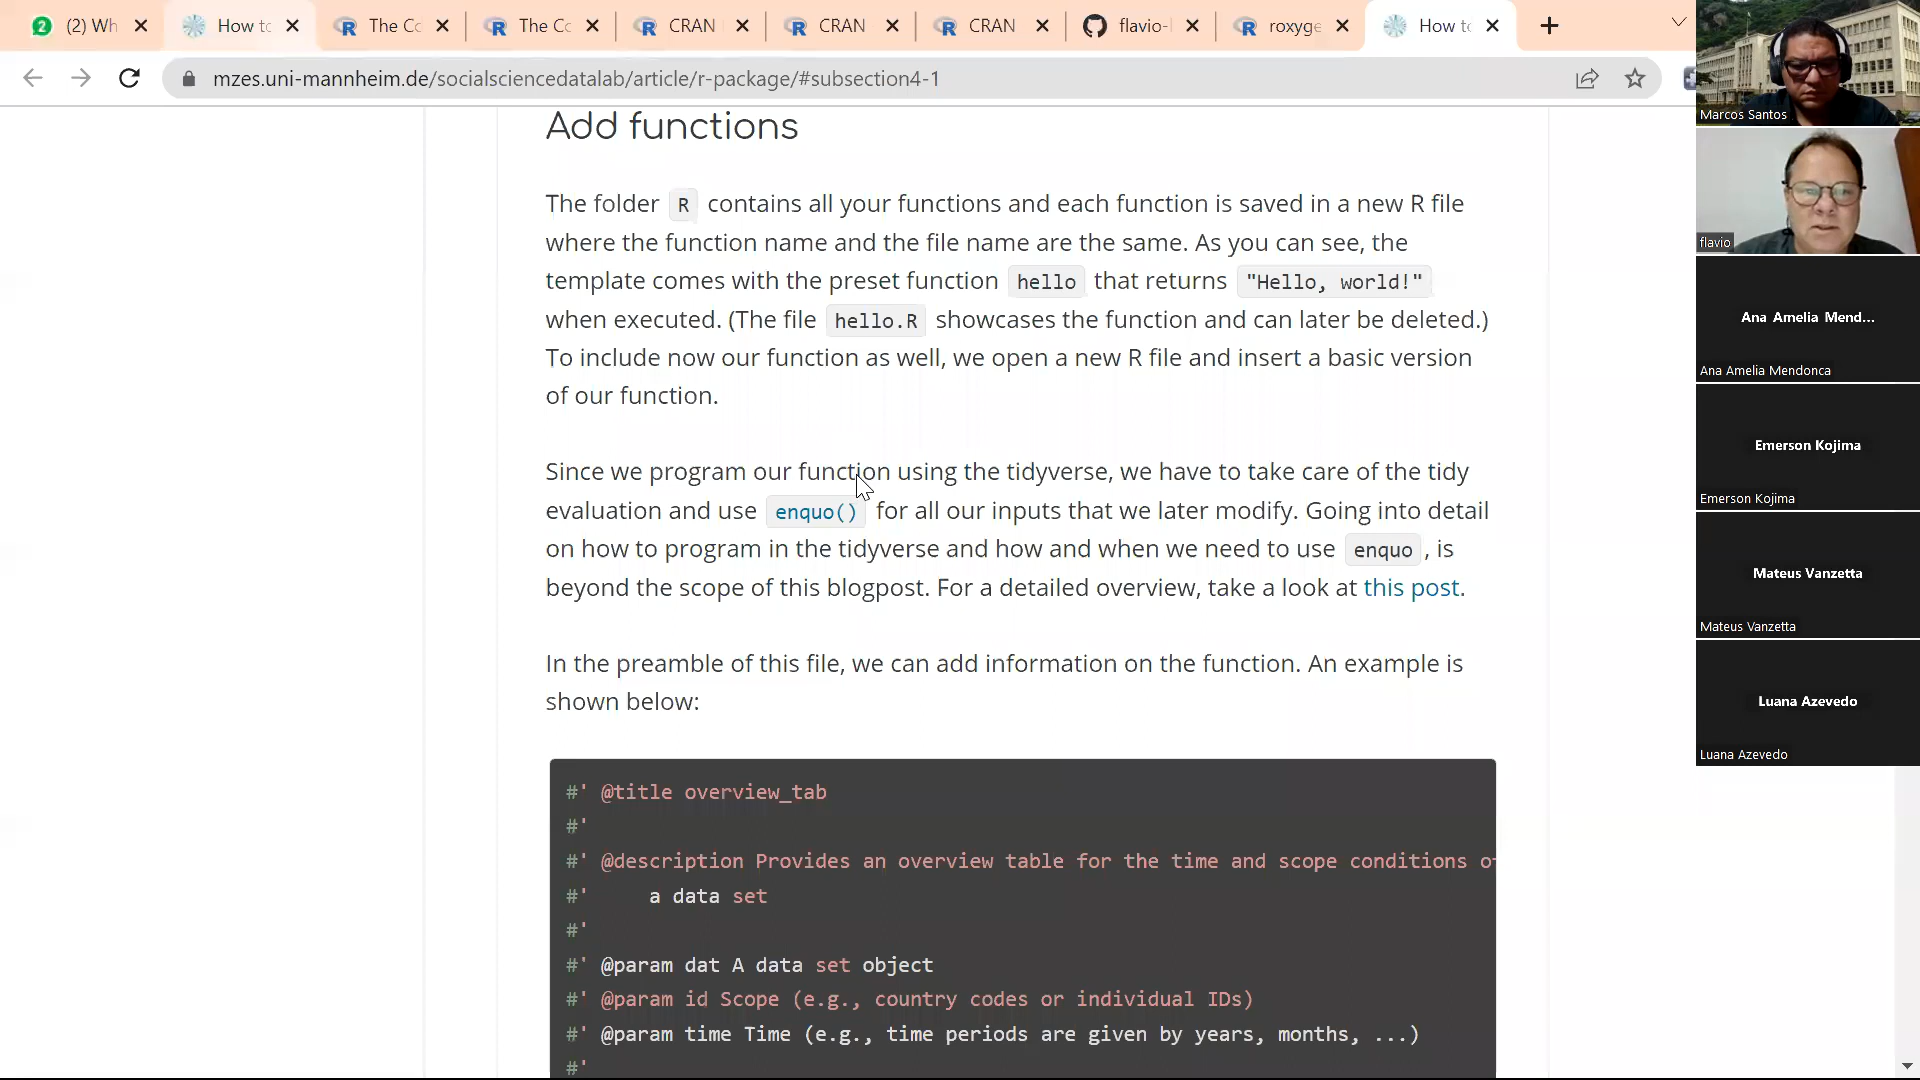 (2) Wh
How to
The Co
The Co
CRAN
CRAN
CRAN
flavio-l
roxyge
How to
mzes.uni-mannheim.de/socialsciencedatalab/article/r-package/#subsection4-1
Add functions
The folder R contains all your functions and each function is saved in a new R file
where the function name and the file name are the same. As you can see, the
template comes with the preset function hello that returns "Hello, world!"
when executed. (The file hello.R showcases the function and can later be deleted.)
To include now our function as well, we open a new R file and insert a basic version
of our function.
Since we program our function using the tidyverse, we have to take care of the tidy
evaluation and use enquo() for all our inputs that we later modify. Going into detail
on how to program in the tidyverse and how and when we need to use enquo , is
beyond the scope of this blogpost. For a detailed overview, take a look at this post.
In the preamble of this file, we can add information on the function. An example is
shown below:
#' @title overview_tab
#'
#' @description Provides an overview table for the time and scope conditions of
#' a data set
#'
#' @param dat A data set object
#' @param id Scope (e.g., country codes or individual IDs)
#' @param time Time (e.g., time periods are given by years, months, ...)
#'
Marcos Santos
flavio
Ana Amelia Mend...
Ana Amelia Mendonca
Emerson Kojima
Emerson Kojima
Mateus Vanzetta
Mateus Vanzetta
Luana Azevedo
Luana Azevedo